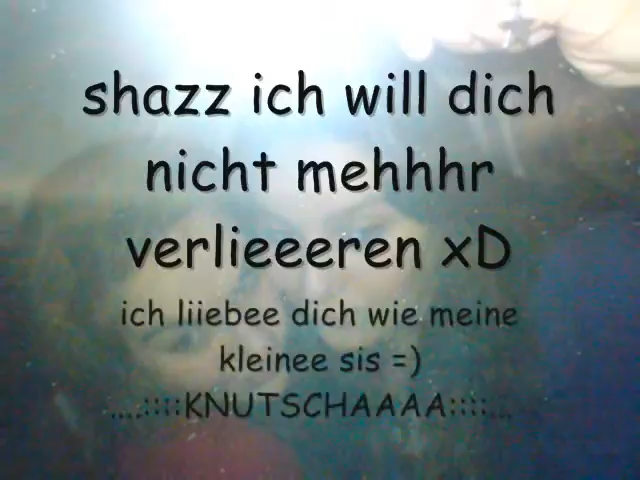 shazz ich will dich
nicht mehhhr
verlieeeren xD
ich liiebee dich wie meine
kleinee sis =)
....::::KNUTSCHAAAA::::...